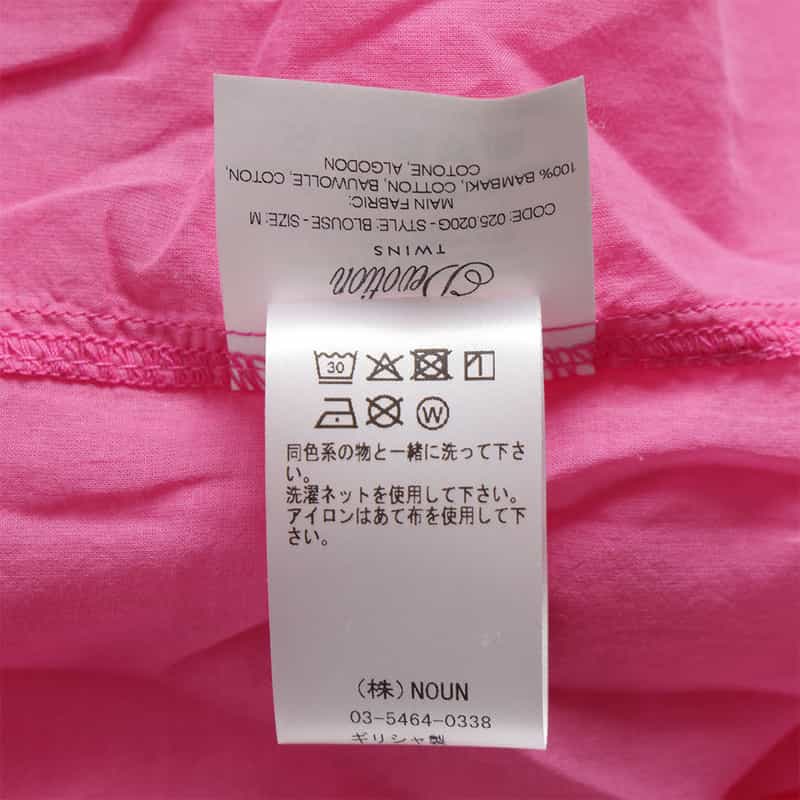 Devotion
TWINS
CODE: 025.020G - STYLE: BLOUSE - SIZE: M
MAIN FABRIC:
100% BAMBAKI, COTTON, BAUWOLLE, COTON,
COTONE, ALGODON
30
W
同色系の物と一緒に洗って下さ
い。
洗濯ネットを使用して下さい。
アイロンはあて布を使用して下
さい。
(株)NOUN
03-5464-0338
ギリシャ製